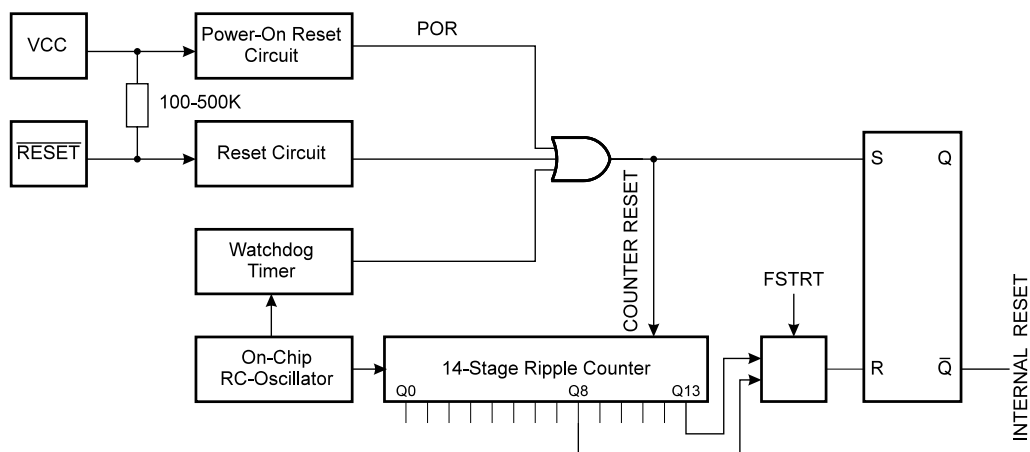 VCC
Power-On Reset
Circuit
POR
100-500K
RESET
Reset Circuit
S
Q
COUNTER RESET
Watchdog
Timer
FSTRT
On-Chip
RC-Oscillator
14-Stage Ripple Counter
Q0
Q8
Q13
R
Q̅
INTERNAL RESET